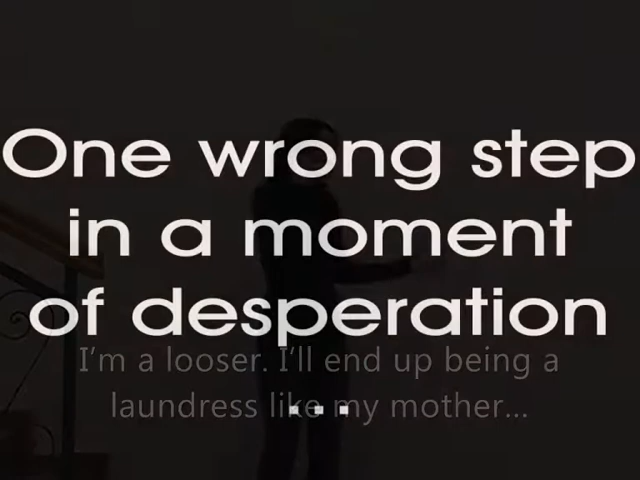 One wrong step
in a moment
of desperation
I'm a looser. I'll end up being a
laundress like my mother...
...